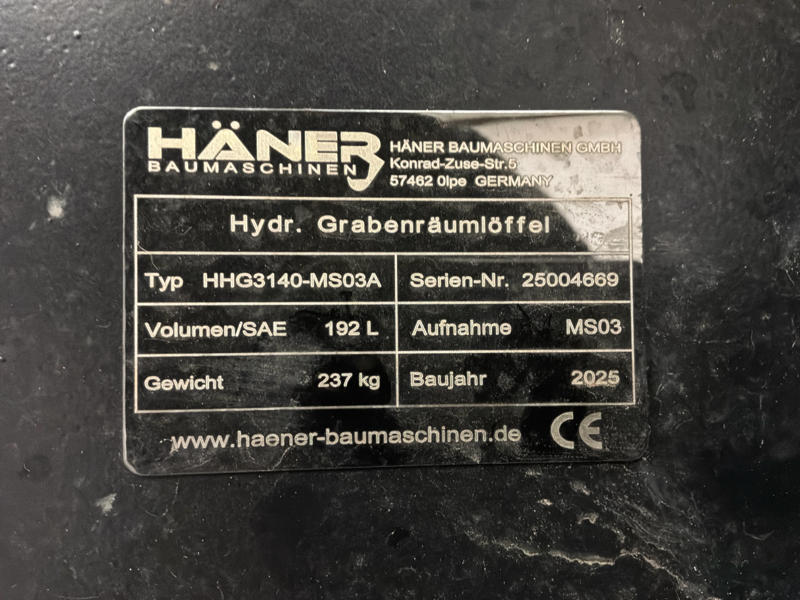 HÄNER
BAUMASCHINEN
HÄNER BAUMASCHINEN GMBH
Konrad-Zuse-Str.5
57462 Olpe GERMANY
Hydr. Grabenräumlöffel
Typ HHG3140-MS03A
Serien-Nr. 25004669
Volumen/SAE 192 L
Aufnahme MS03
Gewicht 237 kg
Baujahr 2025
www.haener-baumaschinen.de CE